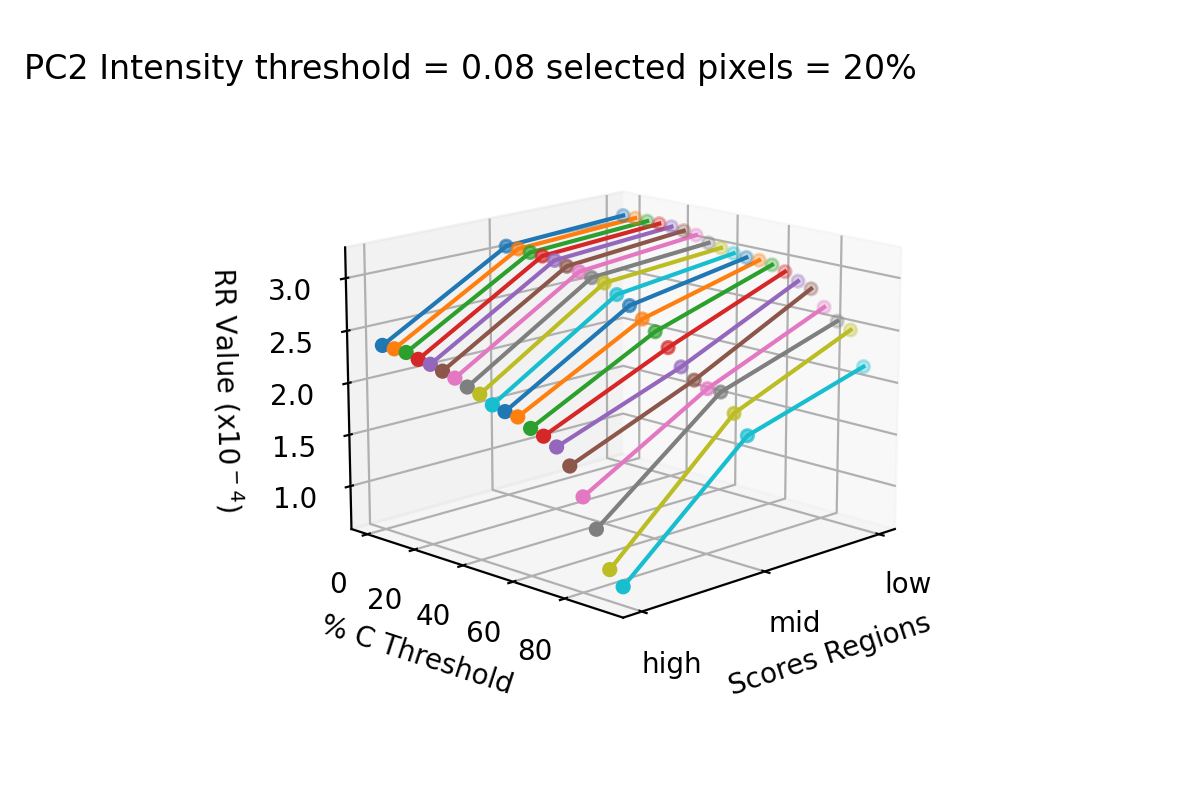 PC2 Intensity threshold = 0.08 selected pixels = 20%
RR Value (x10⁻⁴)
3.0
2.5
2.0
1.5
1.0
0
20
40
60
80
% C Threshold
high
mid
low
Scores Regions